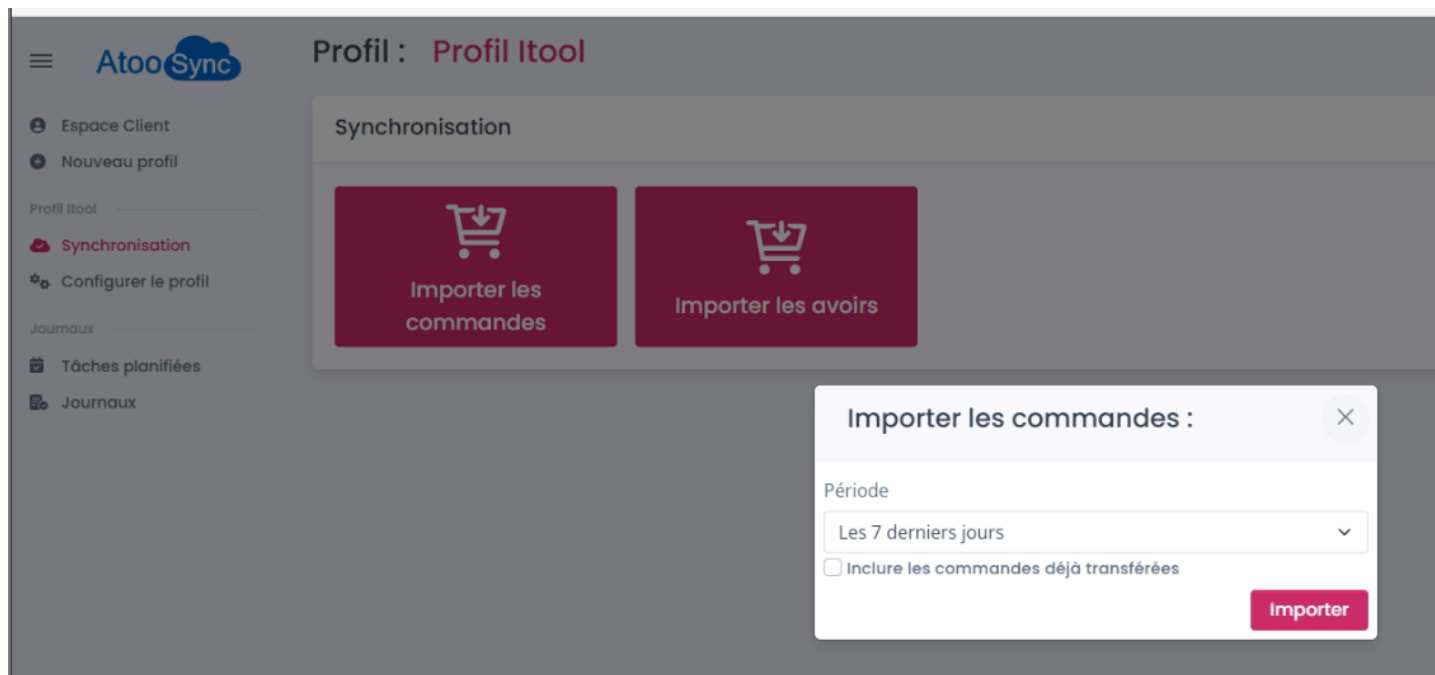 AtooSync
Profil : Profil Itool
Espace Client
Nouveau profil
Profil Itool
Synchronisation
Configurer le profil
Journaux
Tâches planifiées
Journaux
Synchronisation
Importer les
commandes
Importer les avoirs
Importer les commandes :
Période
Les 7 derniers jours
Inclure les commandes déjà transférées
Importer